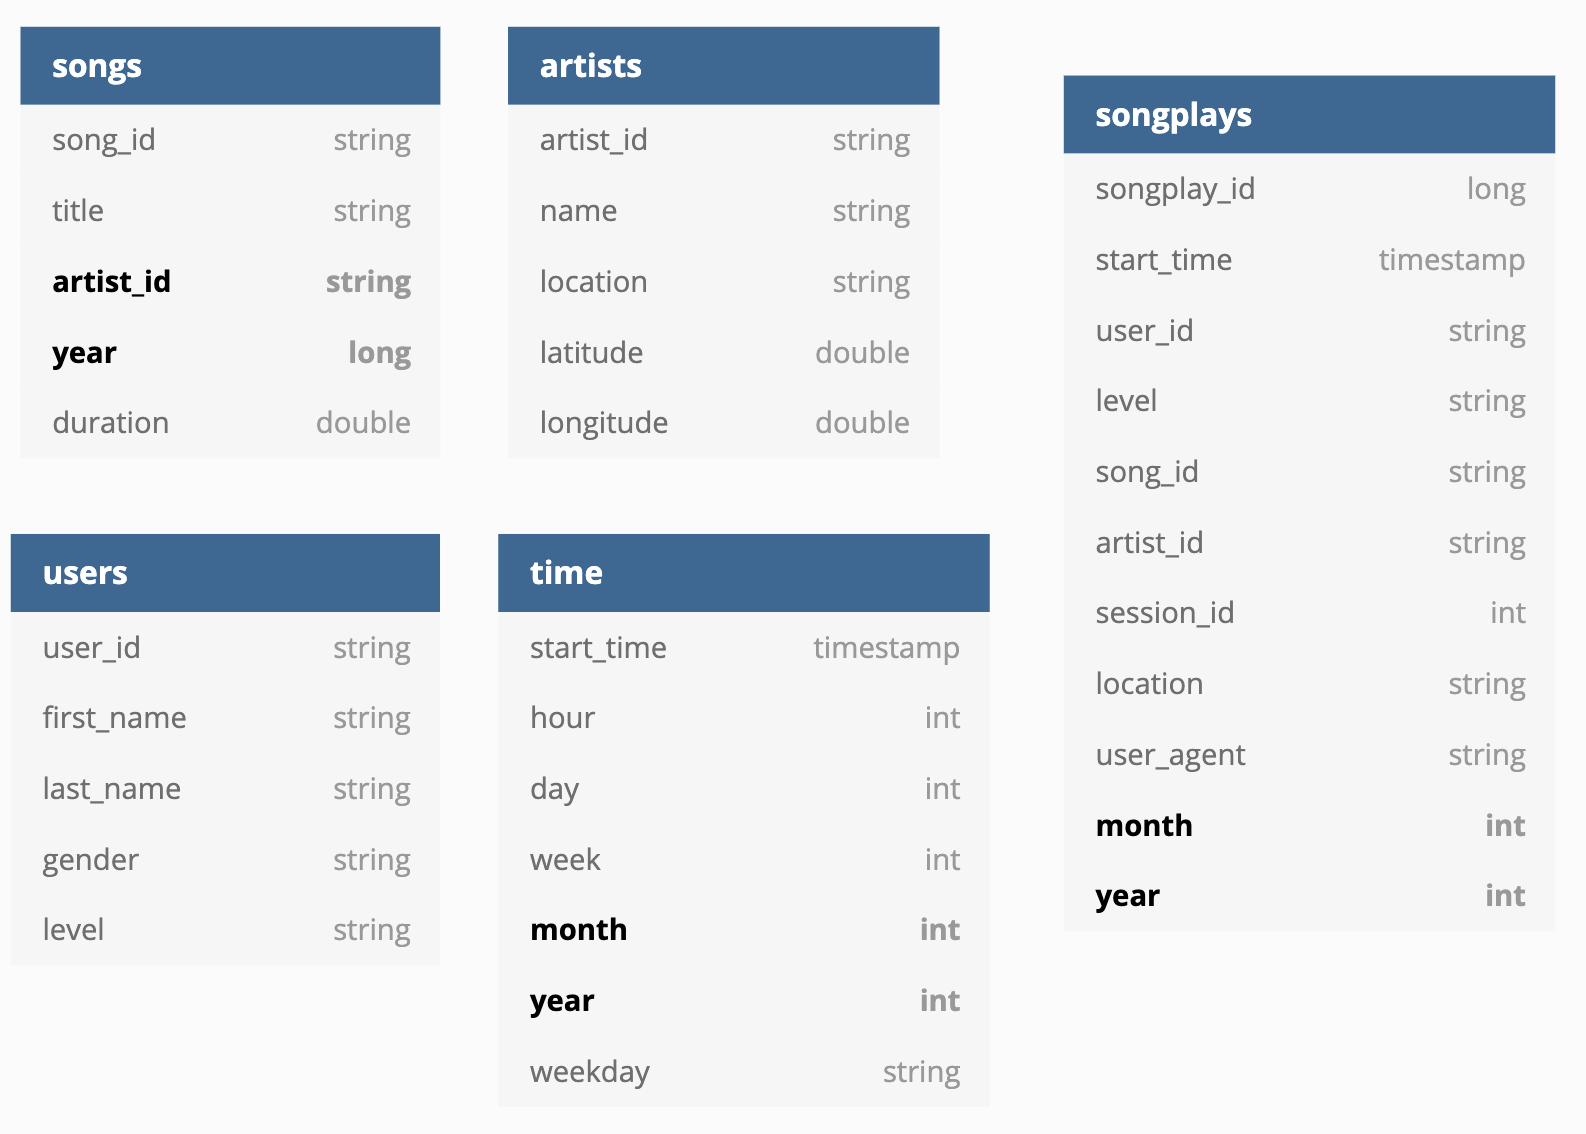 songs
song_id string
title string
artist_id string
year long
duration double
artists
artist_id string
name string
location string
latitude double
longitude double
songplays
songplay_id long
start_time timestamp
user_id string
level string
song_id string
artist_id string
session_id int
location string
user_agent string
month int
year int
users
user_id string
first_name string
last_name string
gender string
level string
time
start_time timestamp
hour int
day int
week int
month int
year int
weekday string